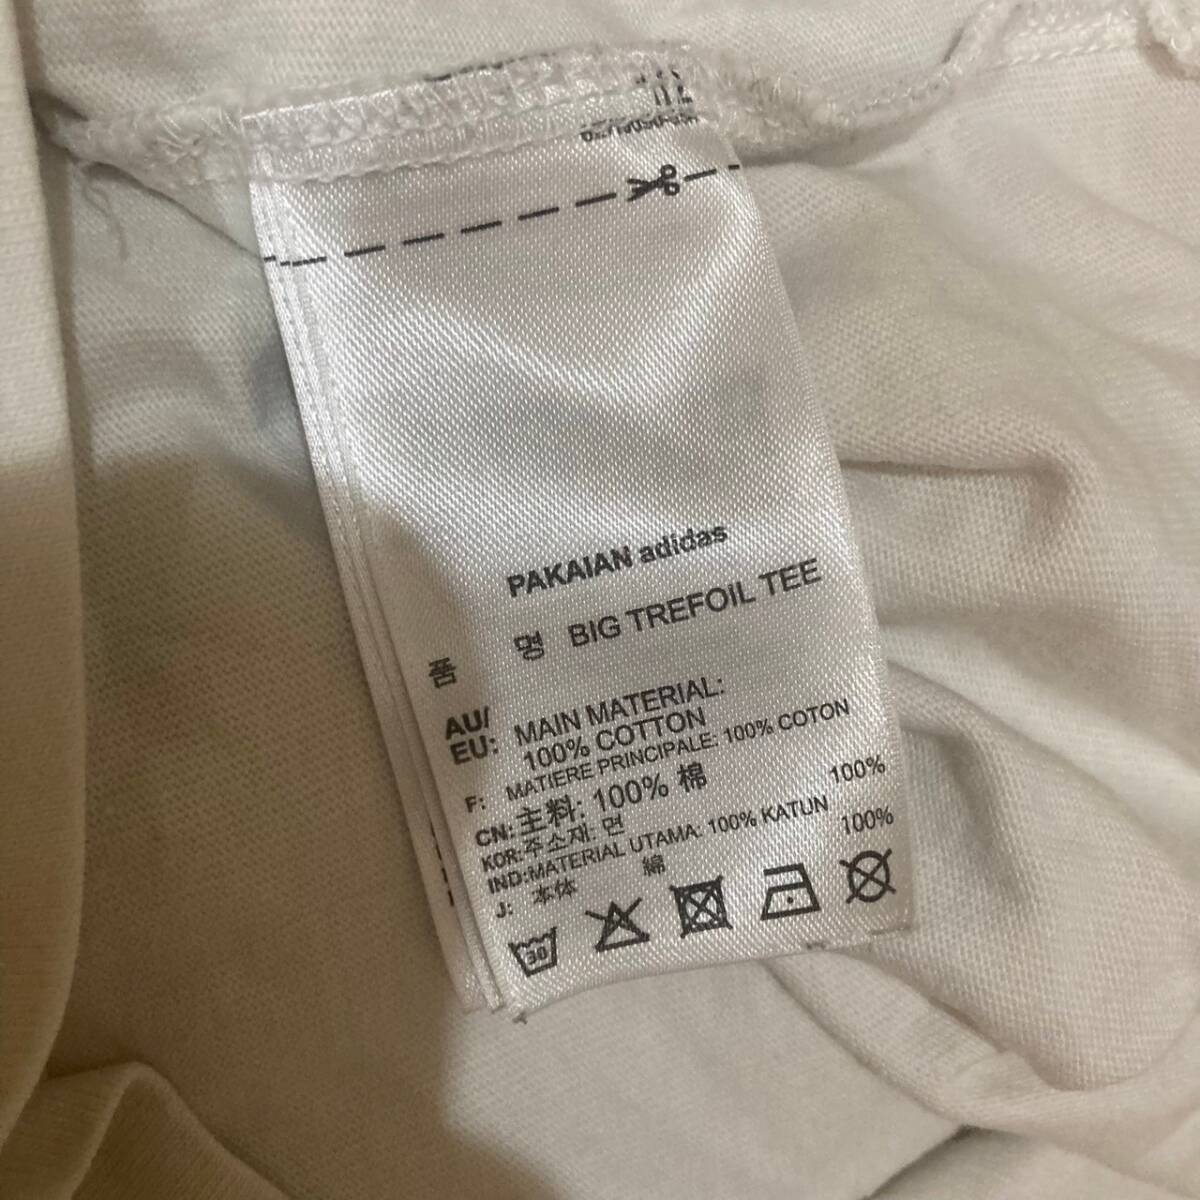 PAKAIAN adidas
품 명 BIG TREFOIL TEE
AU/
EU: MAIN MATERIAL:
100% COTTON
F: MATIERE PRINCIPALE: 100% COTON
CN: 主料: 100% 棉
KOR: 주소재: 면 100%
IND: MATERIAL UTAMA: 100% KATUN
J: 本体 綿 100%
30